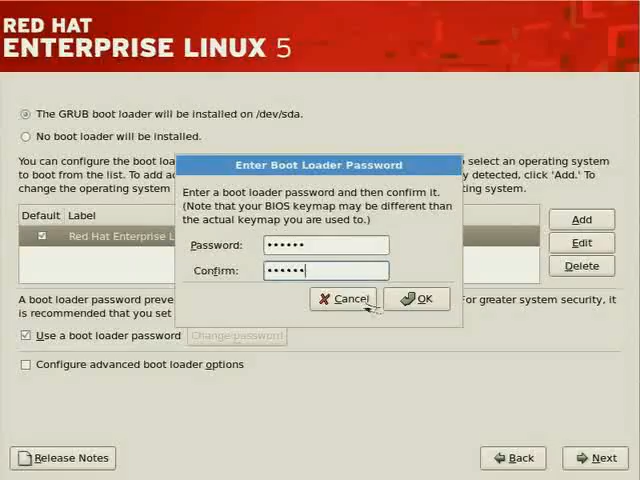 RED HAT
ENTERPRISE LINUX 5
The GRUB boot loader will be installed on /dev/sda.
No boot loader will be installed.
You can configure the boot loa
o select an operating system
to boot from the list. To add ad
y detected, click 'Add.' To
change the operating system
ting system.
Enter Boot Loader Password
Enter a boot loader password and then confirm it.
(Note that your BIOS keymap may be different than
the actual keymap you are used to.)
Password: ••••••
Confirm: ••••••
Cancel
OK
Default Label
Red Hat Enterprise L
Add
Edit
Delete
A boot loader password preve
For greater system security, it
is recommended that you set
Use a boot loader password
Change password
Configure advanced boot loader options
Release Notes
Back
Next